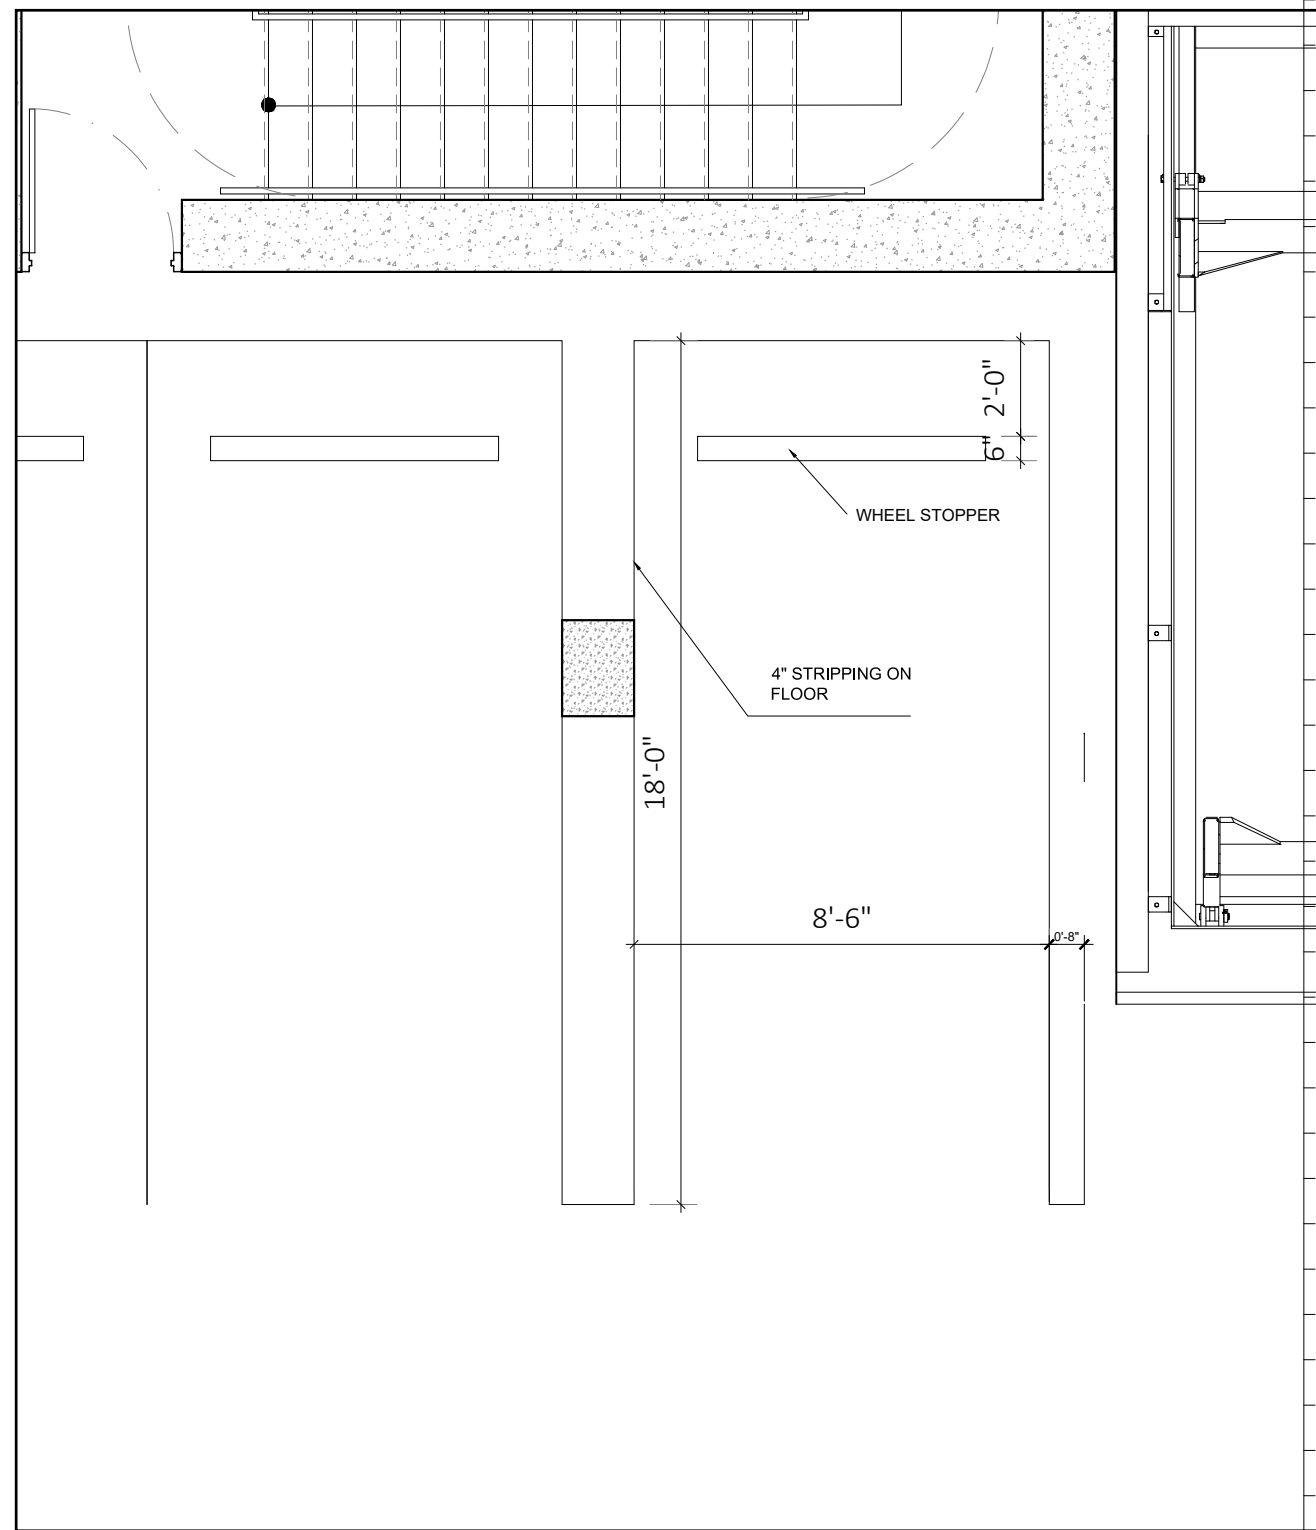 2'-0"
6"
WHEEL STOPPER
4" STRIPPING ON
FLOOR
18'-0"
8'-6"
0'-8"